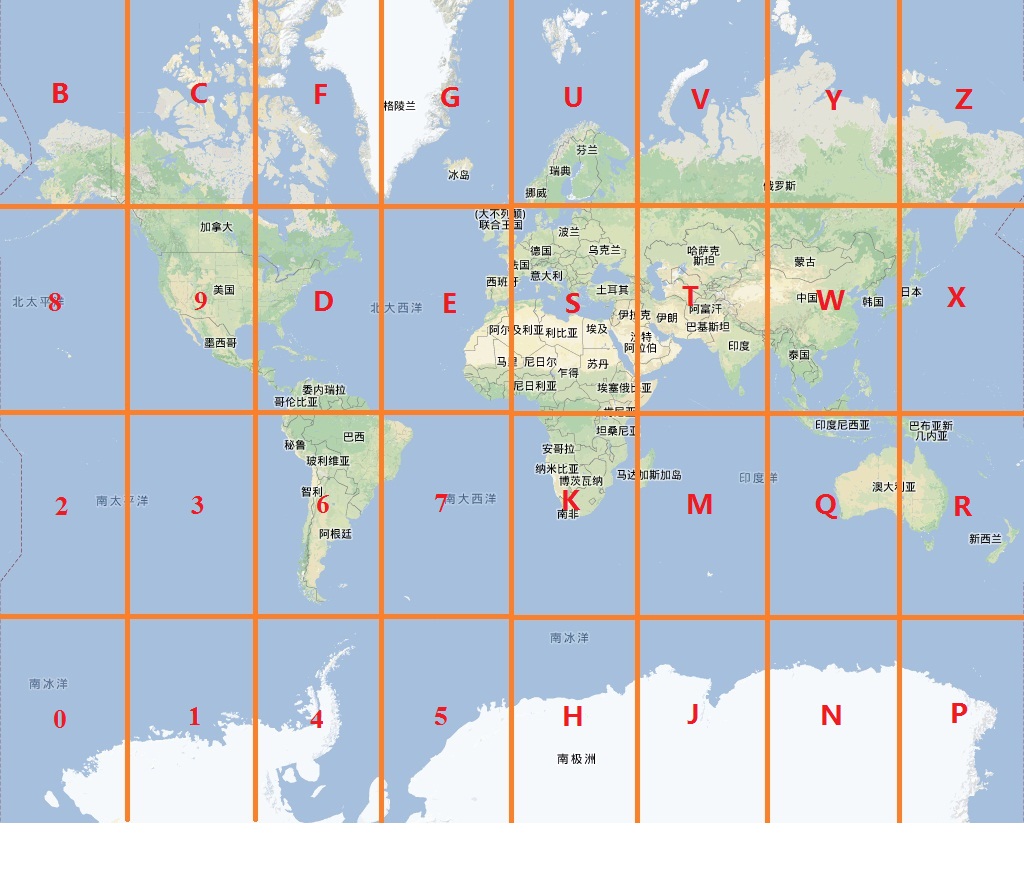 B
C
F
G
U
V
Y
Z
格陵兰
芬兰
冰岛
瑞典
挪威
俄罗斯
(大不列颠)
联合王国
加拿大
波兰
德国
乌克兰
哈萨克
斯坦
蒙古
法国
意大利
西班牙
土耳其
北太平洋
8
9
美国
D
北大西洋
E
S
T
中国
W
韩国
日本
X
阿富汗
伊拉克
伊朗
巴基斯坦
阿尔及利亚
利比亚
埃及
沙特
阿拉伯
印度
墨西哥
泰国
马里
尼日尔
乍得
苏丹
尼日利亚
埃塞俄比亚
委内瑞拉
哥伦比亚
肯尼亚
巴西
秘鲁
坦桑尼亚
印度尼西亚
巴布亚新
几内亚
安哥拉
玻利维亚
纳米比亚
博茨瓦纳
马达加斯加岛
印度洋
智利
澳大利亚
2
南太平洋
3
6
7
南大西洋
K
南非
M
Q
R
阿根廷
新西兰
南冰洋
南冰洋
0
1
4
5
H
J
N
P
南极洲